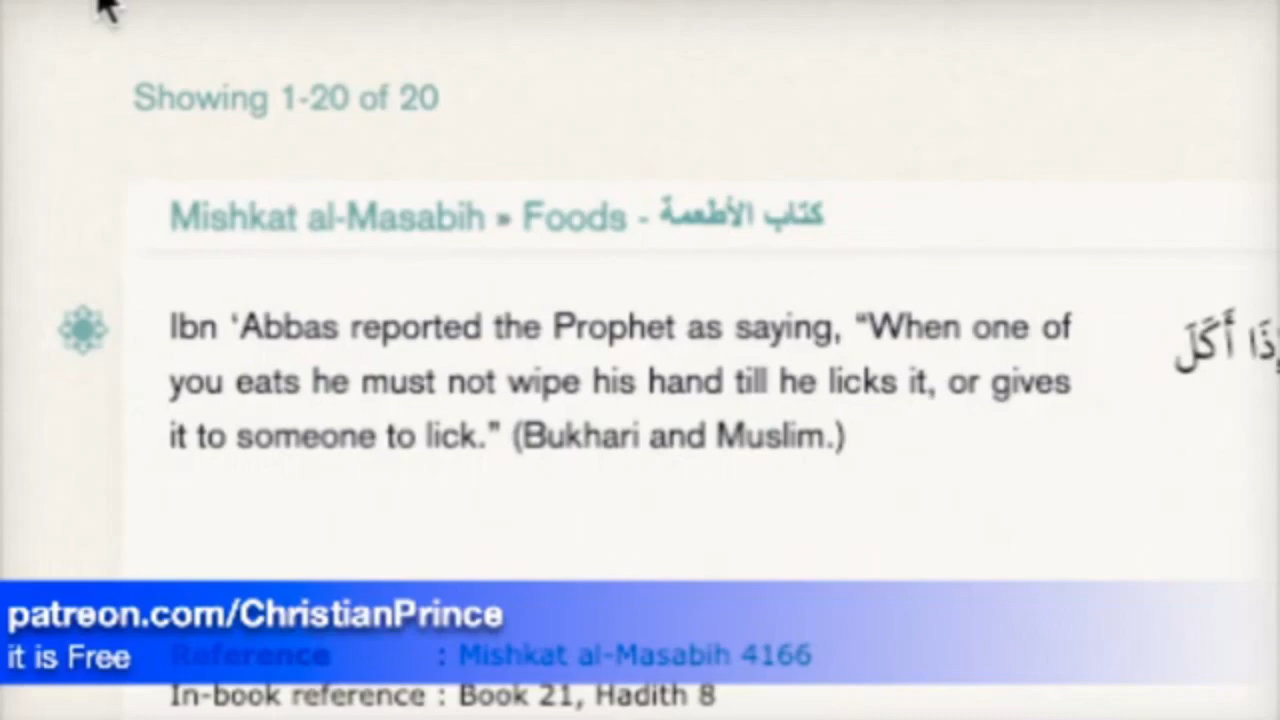 Showing 1-20 of 20
Mishkat al-Masabih » Foods - كتاب الأطعمة
Ibn ‘Abbas reported the Prophet as saying, “When one of
you eats he must not wipe his hand till he licks it, or gives
it to someone to lick.” (Bukhari and Muslim.)
إِذَا أَكَلَ
patreon.com/ChristianPrince
it is Free
Reference : Mishkat al-Masabih 4166
In-book reference : Book 21, Hadith 8